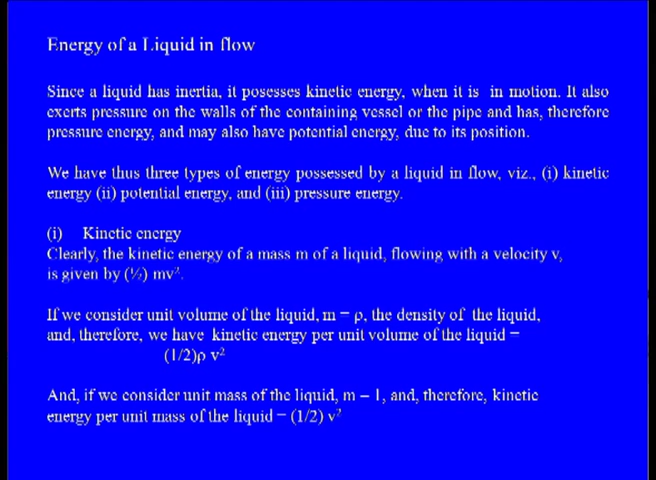 Energy of a Liquid in flow
Since a liquid has inertia, it posesses kinetic energy, when it is in motion. It also
exerts pressure on the walls of the containing vessel or the pipe and has, therefore
pressure energy, and may also have potential energy, due to its position.
We have thus three types of energy possessed by a liquid in flow, viz., (i) kinetic
energy (ii) potential energy, and (iii) pressure energy.
(i) Kinetic energy
Clearly, the kinetic energy of a mass m of a liquid, flowing with a velocity v,
is given by (½) mv².
If we consider unit volume of the liquid, m = ρ, the density of the liquid,
and, therefore, we have kinetic energy per unit volume of the liquid =
(1/2)ρ v²
And, if we consider unit mass of the liquid, m = 1, and, therefore, kinetic
energy per unit mass of the liquid = (1/2) v²